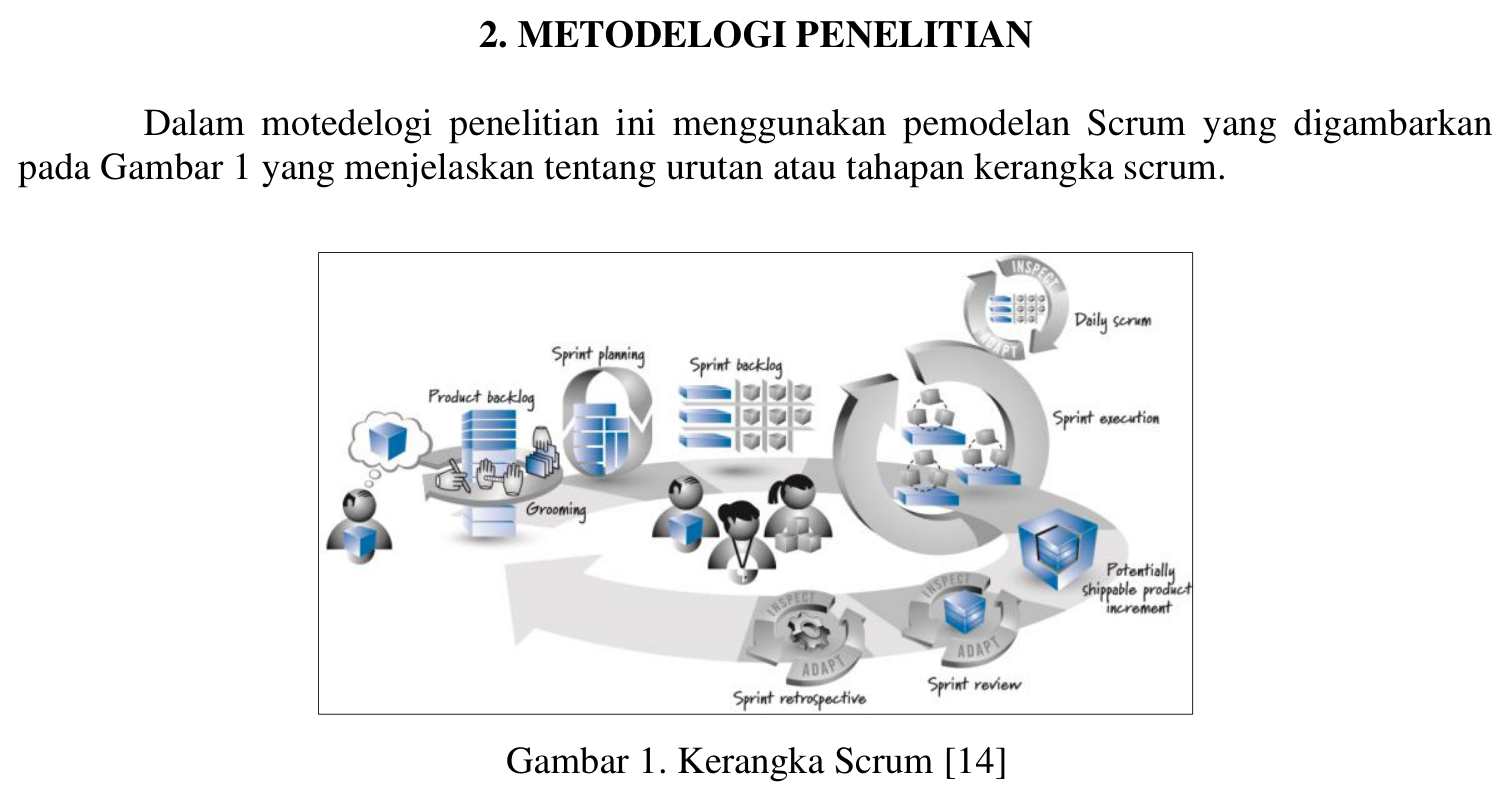 2. METODELOGI PENELITIAN
Dalam motedelogi penelitian ini menggunakan pemodelan Scrum yang digambarkan
pada Gambar 1 yang menjelaskan tentang urutan atau tahapan kerangka scrum.
INSPECT
ADAPT
Daily scrum
Sprint planning
Sprint backlog
Product backlog
Sprint execution
Grooming
Potentially
shippable product
increment
INSPECT
ADAPT
Sprint review
INSPECT
ADAPT
Sprint retrospective
Gambar 1. Kerangka Scrum [14]